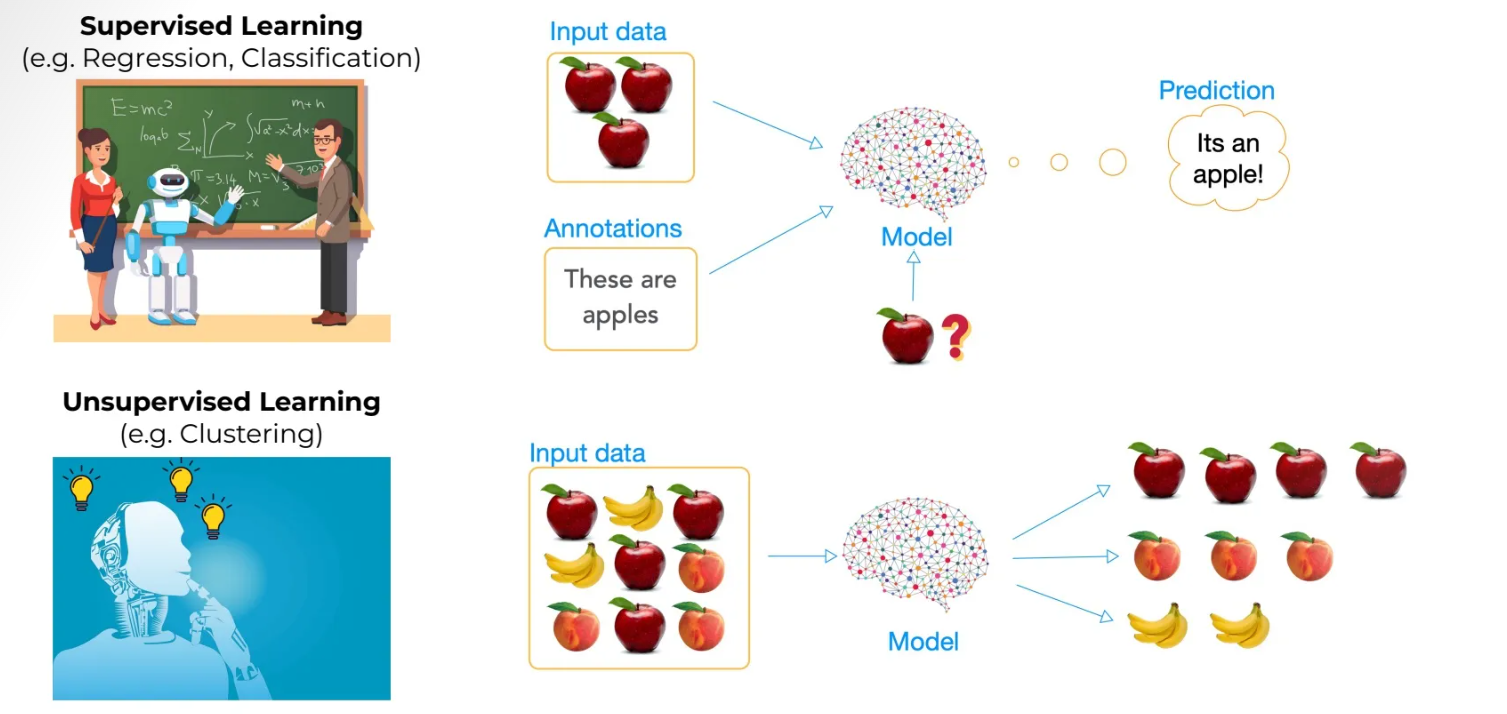 Supervised Learning
(e.g. Regression, Classification)
E=mc²
m+n
Input data
Annotations
These are
apples
Model
?
Prediction
Its an
apple!
Unsupervised Learning
(e.g. Clustering)
Input data
Model